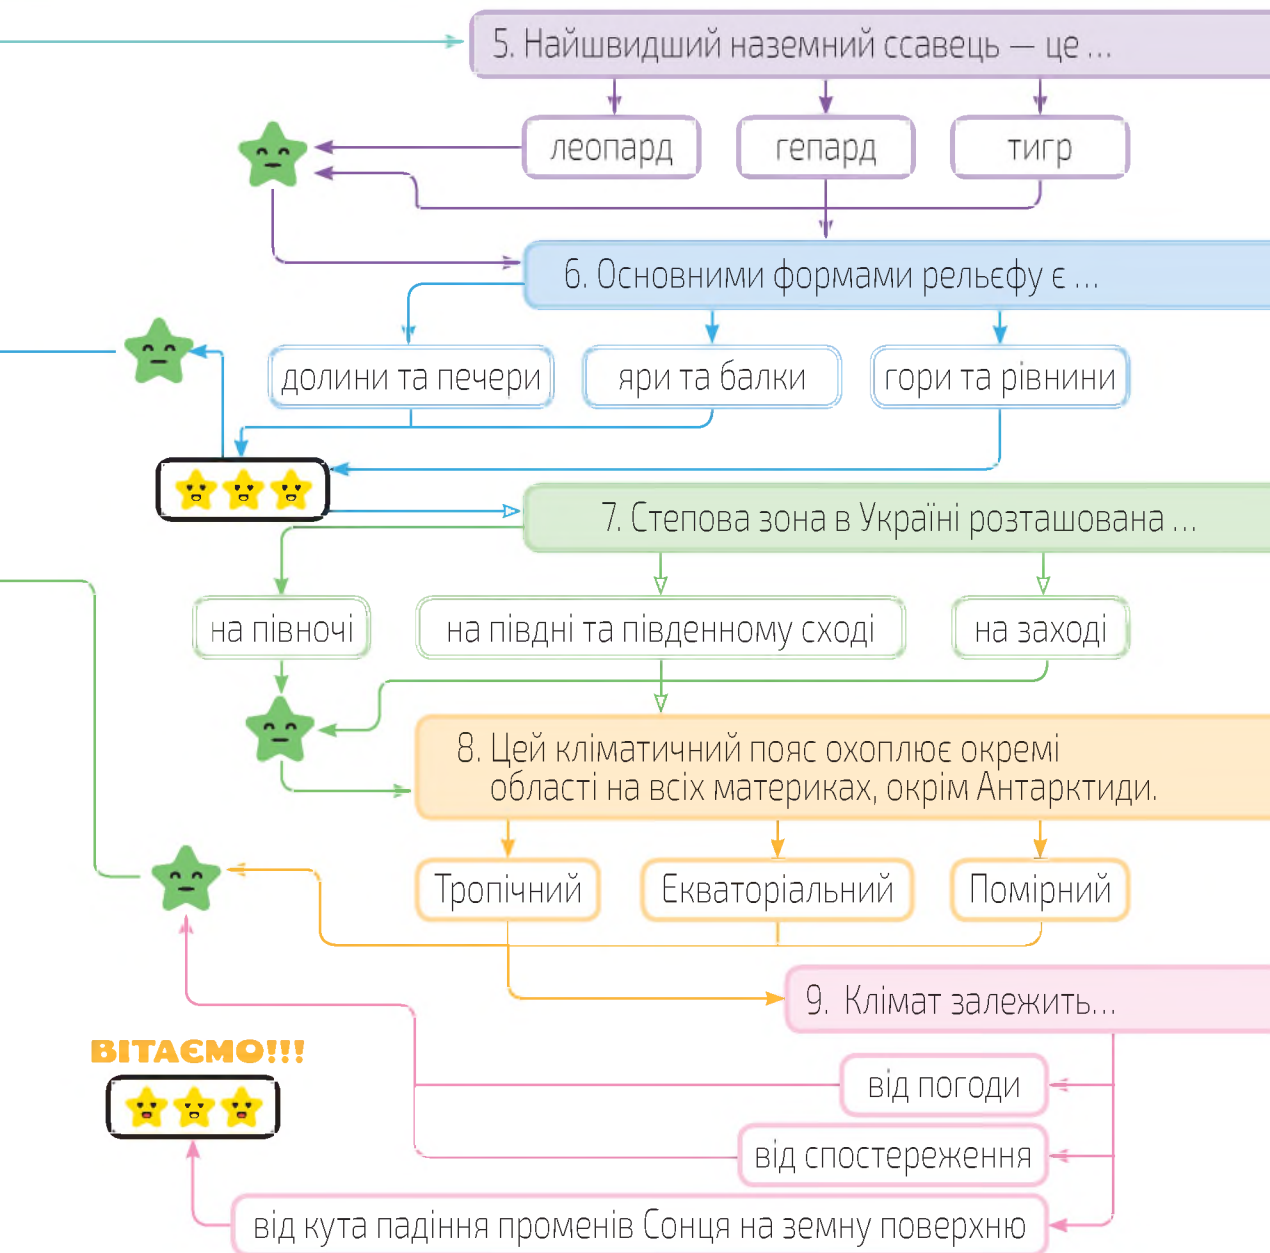 5. Найшвидший наземний ссавець — це ...
леопард
гепард
тигр
6. Основними формами рельєфу є ...
долини та печери
яри та балки
гори та рівнини
7. Степова зона в Україні розташована ...
на півночі
на півдні та південному сході
на заході
8. Цей кліматичний пояс охоплює окремі
області на всіх материках, окрім Антарктиди.
Тропічний
Екваторіальний
Помірний
9. Клімат залежить...
ВІТАЄМО!!!
від погоди
від спостереження
від кута падіння променів Сонця на земну поверхню